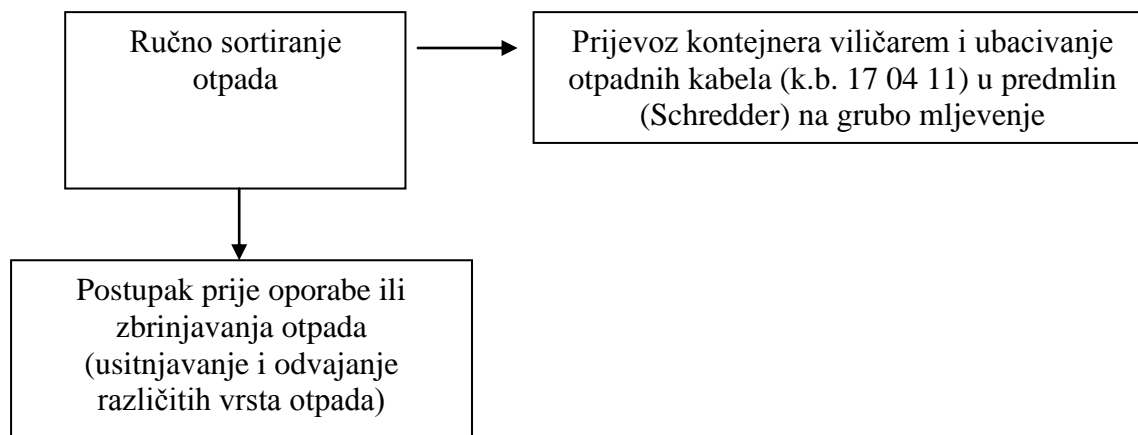 Ručno sortiranje
otpada
Prijevoz kontejnera viličarem i ubacivanje
otpadnih kabela (k.b. 17 04 11) u predmlin
(Schredder) na grubo mljevenje
Postupak prije oporabe ili
zbrinjavanja otpada
(usitnjavanje i odvajanje
različitih vrsta otpada)